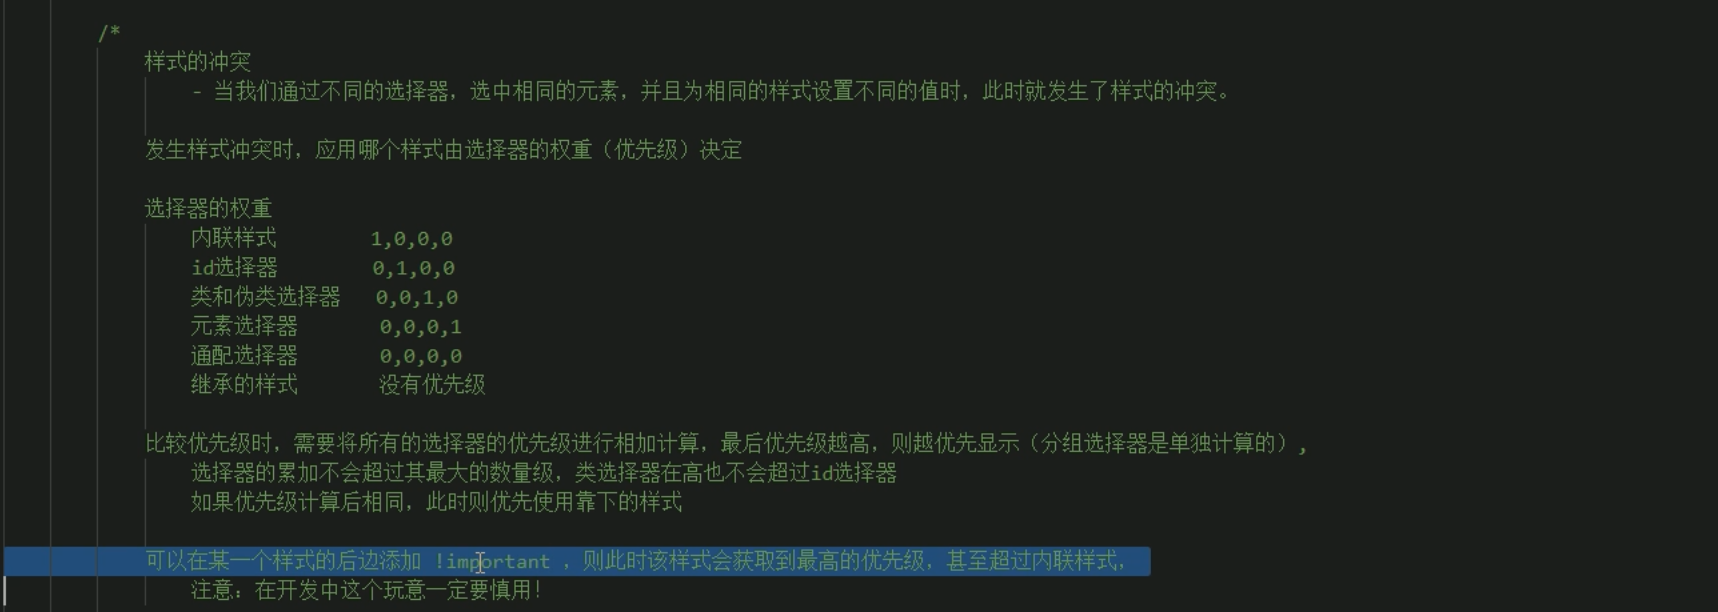 /*
样式的冲突
- 当我们通过不同的选择器，选中相同的元素，并且为相同的样式设置不同的值时，此时就发生了样式的冲突。
发生样式冲突时，应用哪个样式由选择器的权重（优先级）决定
选择器的权重
内联样式 1,0,0,0
id选择器 0,1,0,0
类和伪类选择器 0,0,1,0
元素选择器 0,0,0,1
通配选择器 0,0,0,0
继承的样式 没有优先级
比较优先级时，需要将所有的选择器的优先级进行相加计算，最后优先级越高，则越优先显示（分组选择器是单独计算的）,
选择器的累加不会超过其最大的数量级，类选择器在高也不会超过id选择器
如果优先级计算后相同，此时则优先使用靠下的样式
可以在某一个样式的后边添加 !important ，则此时该样式会获取到最高的优先级，甚至超过内联样式，
注意：在开发中这个玩意一定要慎用！